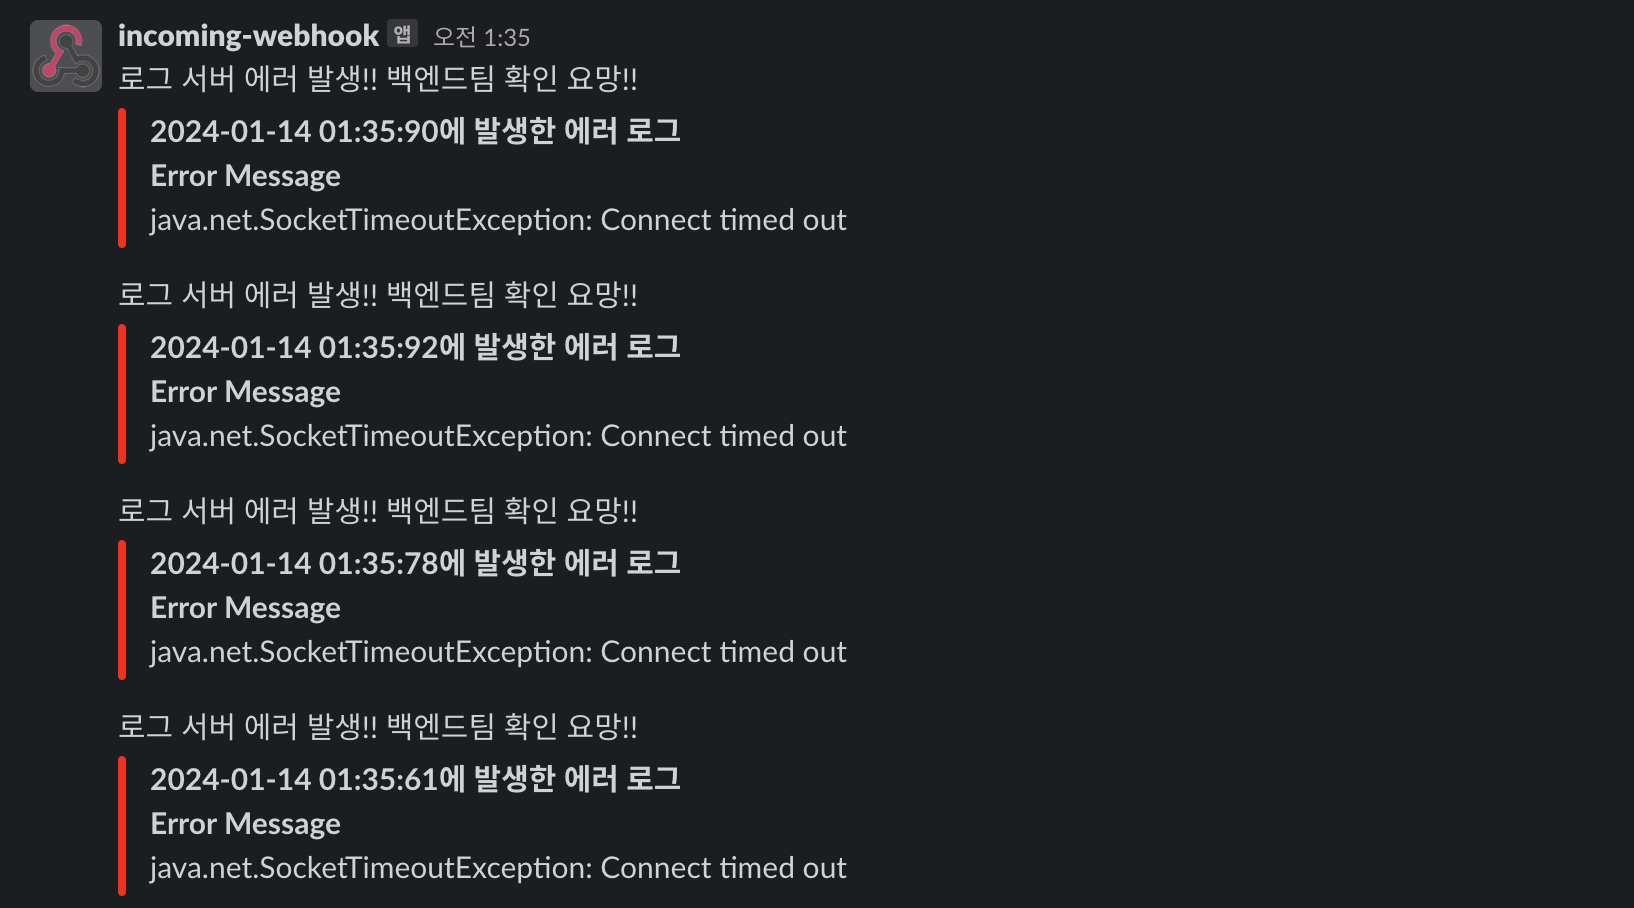 incoming-webhook 앱 오전 1:35
로그 서버 에러 발생!! 백엔드팀 확인 요망!!
2024-01-14 01:35:90에 발생한 에러 로그
Error Message
java.net.SocketTimeoutException: Connect timed out
로그 서버 에러 발생!! 백엔드팀 확인 요망!!
2024-01-14 01:35:92에 발생한 에러 로그
Error Message
java.net.SocketTimeoutException: Connect timed out
로그 서버 에러 발생!! 백엔드팀 확인 요망!!
2024-01-14 01:35:78에 발생한 에러 로그
Error Message
java.net.SocketTimeoutException: Connect timed out
로그 서버 에러 발생!! 백엔드팀 확인 요망!!
2024-01-14 01:35:61에 발생한 에러 로그
Error Message
java.net.SocketTimeoutException: Connect timed out